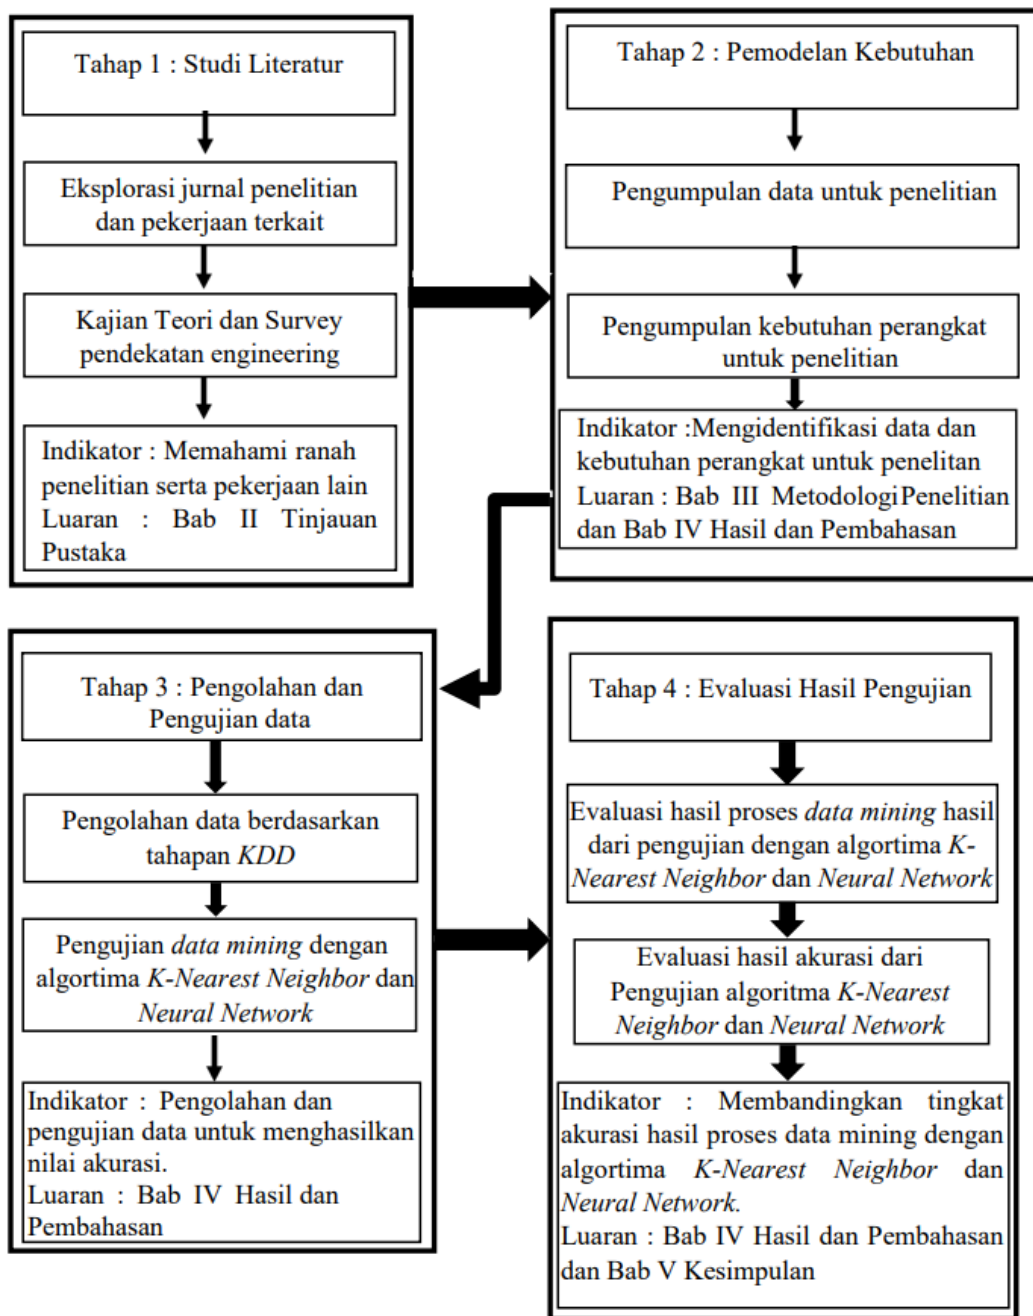 Tahap 1 : Studi Literatur
Eksplorasi jurnal penelitian
dan pekerjaan terkait
Kajian Teori dan Survey
pendekatan engineering
Indikator : Memahami ranah
penelitian serta pekerjaan lain
Luaran : Bab II Tinjauan
Pustaka
Tahap 2 : Pemodelan Kebutuhan
Pengumpulan data untuk penelitian
Pengumpulan kebutuhan perangkat
untuk penelitian
Indikator :Mengidentifikasi data dan
kebutuhan perangkat untuk penelitan
Luaran : Bab III Metodologi Penelitian
dan Bab IV Hasil dan Pembahasan
Tahap 3 : Pengolahan dan
Pengujian data
Pengolahan data berdasarkan
tahapan KDD
Pengujian data mining dengan
algortima K-Nearest Neighbor dan
Neural Network
Indikator : Pengolahan dan
pengujian data untuk menghasilkan
nilai akurasi.
Luaran : Bab IV Hasil dan
Pembahasan
Tahap 4 : Evaluasi Hasil Pengujian
Evaluasi hasil proses data mining hasil
dari pengujian dengan algortima K-
Nearest Neighbor dan Neural Network
Evaluasi hasil akurasi dari
Pengujian algoritma K-Nearest
Neighbor dan Neural Network
Indikator : Membandingkan tingkat
akurasi hasil proses data mining dengan
algortima K-Nearest Neighbor dan
Neural Network.
Luaran : Bab IV Hasil dan Pembahasan
dan Bab V Kesimpulan